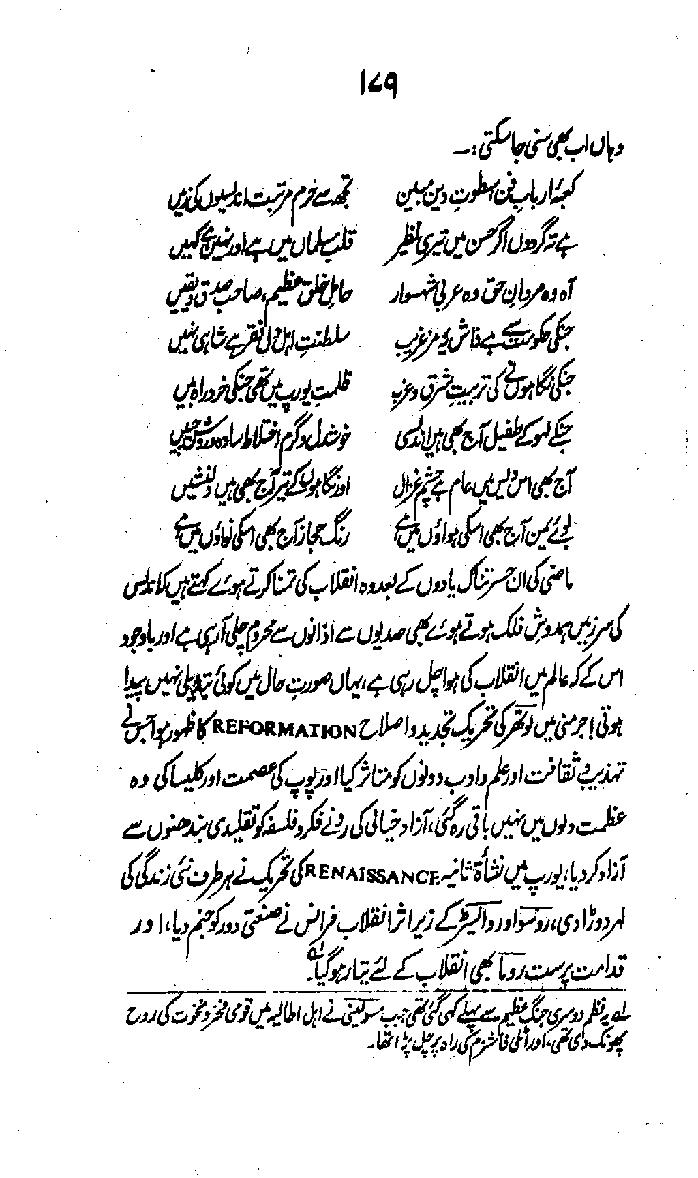 ۱۷۹
وہاں اب بھی سنی جا سکتی :۔
کعبۂ ارباب فن سطوتِ دین مبین تجھ سے حرم مرتبت اندلسیوں کی زمیں
ہے تہ گردوں اگر حسن میں تیری نظیر قلب مسلماں میں ہے اور نہیں ہے کہیں
آہ وہ مردانِ حق وہ عربی شہسوار حامل خلق عظیم، صاحب صدق و یقیں
جنکی حکومت سے ہے فاش یہ رمز غریب سلطنت اہل دل فقر ہے شاہی نہیں
جنکی نگاہوں نے کی تربیت شرق و غرب ظلمت یورپ میں تھی جنکی خرد راہ بیں
جنکے لہو کے طفیل آج بھی ہیں اندلسی خوشدل و گرم اختلاط سادہ و روشن جبیں
آج بھی اس دیس میں عام ہے چشم غزال اور نگاہوں کے تیر آج بھی ہیں دلنشیں
بوئے یمن آج بھی اسکی ہواؤں میں ہے رنگ حجاز آج بھی اسکی نواؤں میں ہے
ماضی کی ان حسرتناک یادوں کے بعد وہ انقلاب کی تمنا کرتے ہوئے کہتے ہیں کہ اندلس
کی سرزمیں ہمدوش فلک ہوتے ہوئے بھی صدیوں سے اذانوں سے محروم چلی آرہی ہے اور باوجود
اس کے کہ عالم میں انقلاب کی ہوا چل رہی ہے، یہاں صورت حال میں کوئی تبدیلی نہیں پیدا
ہوتی! جرمنی میں لوتھر کی تحریک تجدید و اصلاح REFORMATION کا ظہور ہوا جس نے
تہذیب و ثقافت اور علم و ادب دونوں کو متاثر کیا اور پوپ کی عصمت اور کلیسا کی وہ
عظمت دلوں میں نہیں باقی رہ گئی، آزاد خیالی کی رو نے فکر و فلسفہ کو تقلیدی بندھنوں سے
آزاد کر دیا، یورپ میں نشأۃ ثانیہ RENAISSANCE کی تحریک نے ہر طرف نئی زندگی کی
لہر دوڑا دی، روسو اور والٹیر کے زیر اثر انقلاب فرانس نے صنعتی دور کو جنم دیا، اور
قدامت پرست روما بھی انقلاب کے لئے تیار ہو گیا۔ لہ
لہ یہ نظم دوسری جنگ عظیم سے پہلے کہی گئی تھی جب مسولینی نے اہل اطالیہ میں قومی فخر و نخوت کی روح
پھونک دی تھی، اور اٹلی فاشزم کی راہ پر چل پڑا تھا۔